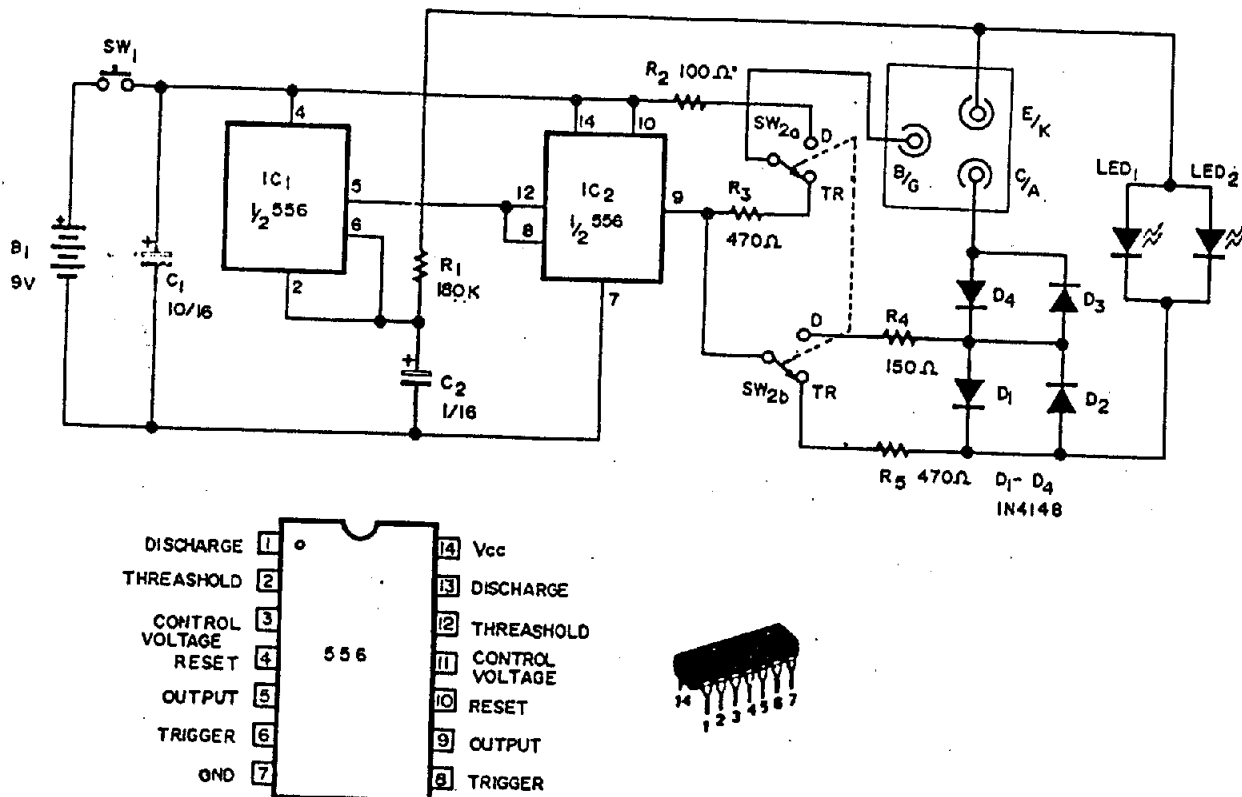 SW1
4
14
10
R2 100Ω
D
SW2a
TR
E/K
B/G
C/A
LED1
LED2
IC1
1/2 556
5
6
2
12
8
IC2
1/2 556
9
7
R3
470Ω
B1
9V
+
C1
10/16
+
R1
180K
+
C2
1/16
D4
D3
D
R4
150Ω
SW2b
TR
D1
D2
R5 470Ω
D1- D4
1N4148
DISCHARGE 1
THREASHOLD 2
CONTROL VOLTAGE 3
RESET 4
OUTPUT 5
TRIGGER 6
GND 7
556
14 Vcc
13 DISCHARGE
12 THREASHOLD
11 CONTROL VOLTAGE
10 RESET
9 OUTPUT
8 TRIGGER
14
1 2 3 4 5 6 7